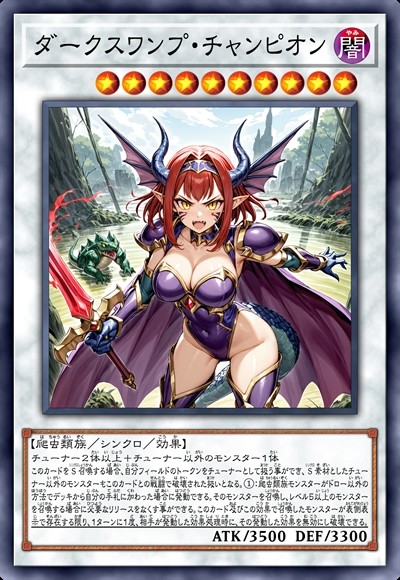 ダークスワンプ・チャンピオン
闇
やみ
【爬虫類族／シンクロ／効果】
チューナー2体以上＋チューナー以外のモンスター1体
このカードをS召喚する場合、自分フィールドのトークンをチューナーとして扱う事ができ、S素材としたチュー
ナー以外のモンスターもこのカードとの戦闘で破壊された扱いとなる。①：爬虫類族モンスターがドロー以外の
方法でデッキから自分の手札に加わった場合に発動できる。そのモンスターを召喚し、レベル5以上のモンスター
を召喚する場合に必要なリリースをなくす事ができる。このカード及びこの効果で召喚したモンスターが表側表
示で存在する限り、1ターンに1度、相手が発動した効果処理時に、その発動した効果を無効にし破壊できる。
ATK/3500 DEF/3300